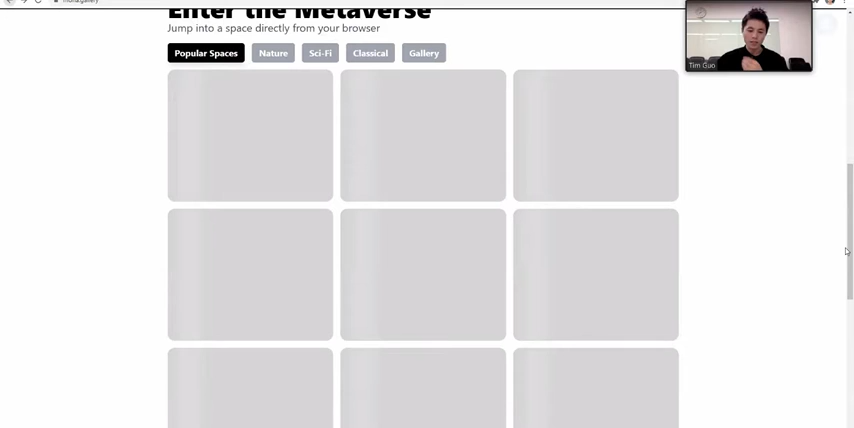 Enter the Metaverse
Jump into a space directly from your browser
Popular Spaces
Nature
Sci-Fi
Classical
Gallery
Tim Guo